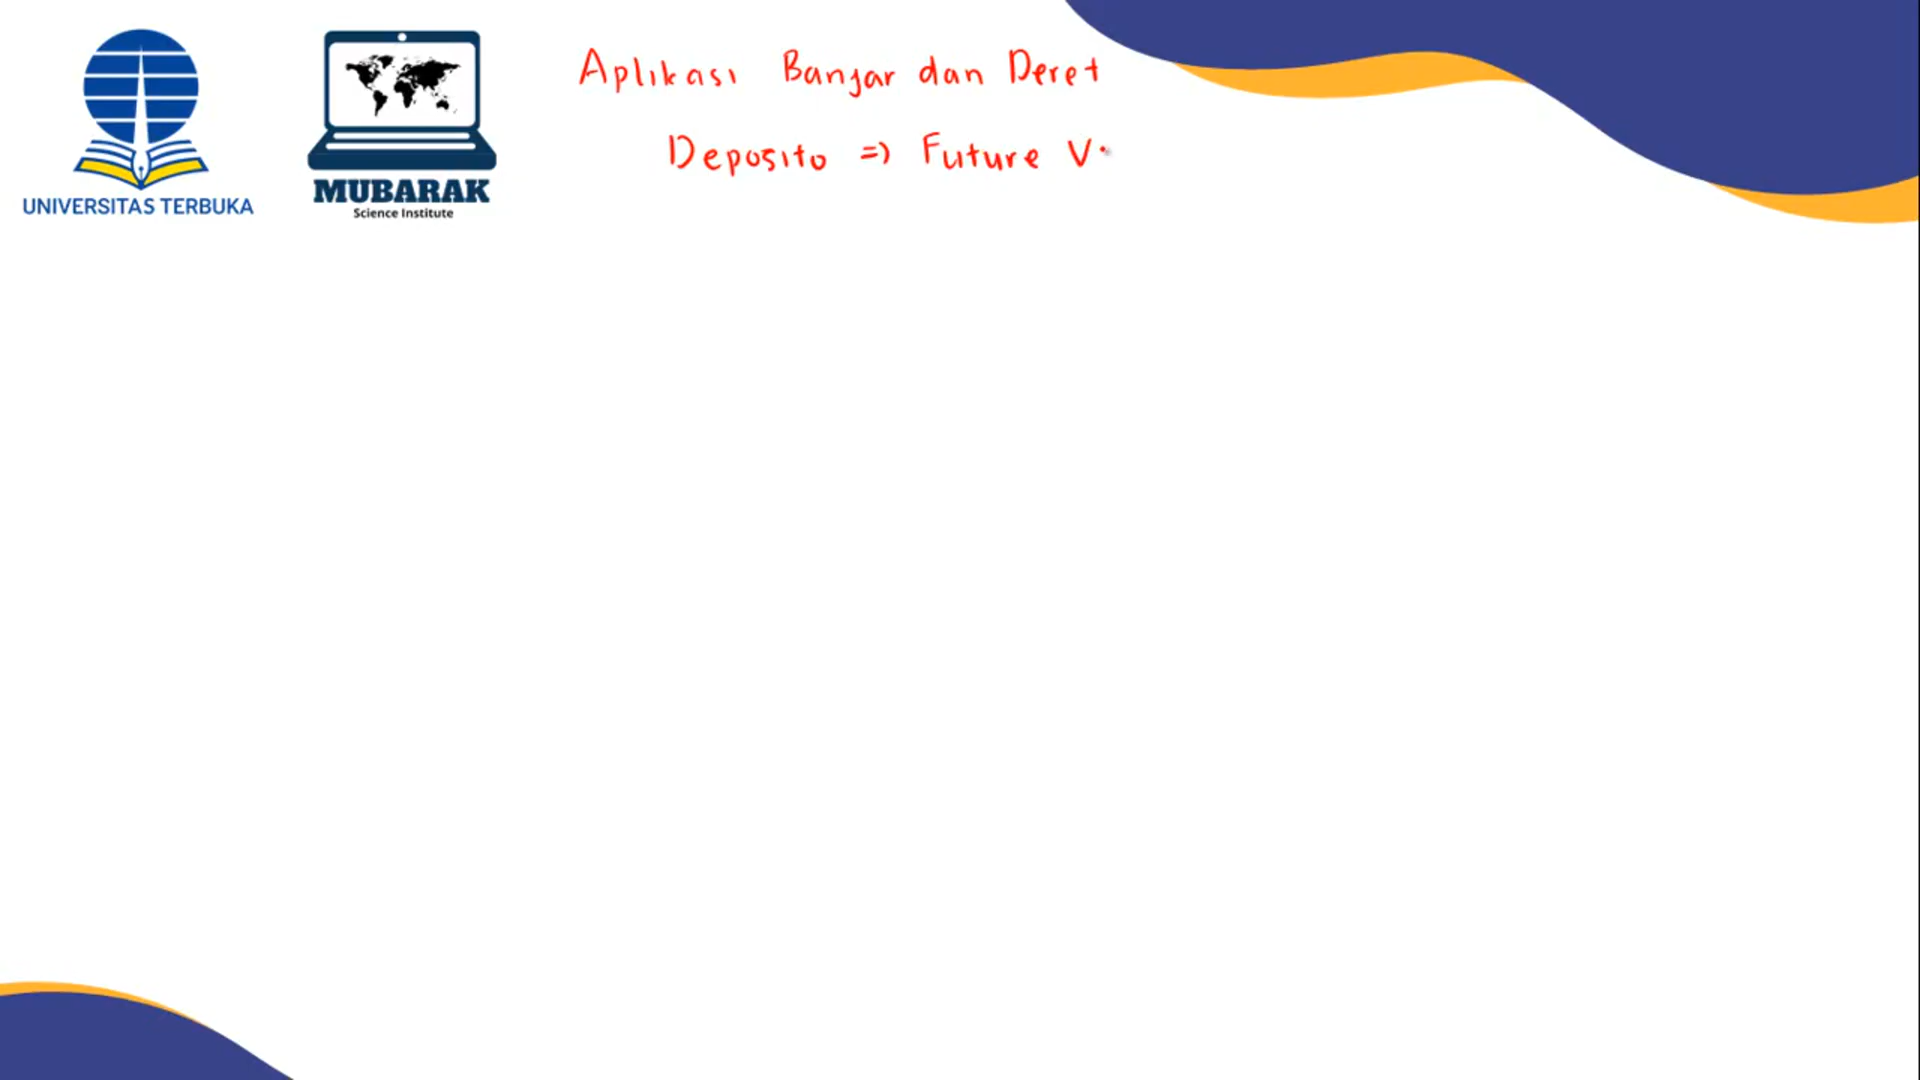 UNIVERSITAS TERBUKA
MUBARAK
Science Institute
Aplikasi Banjar dan Deret
Deposito => Future V